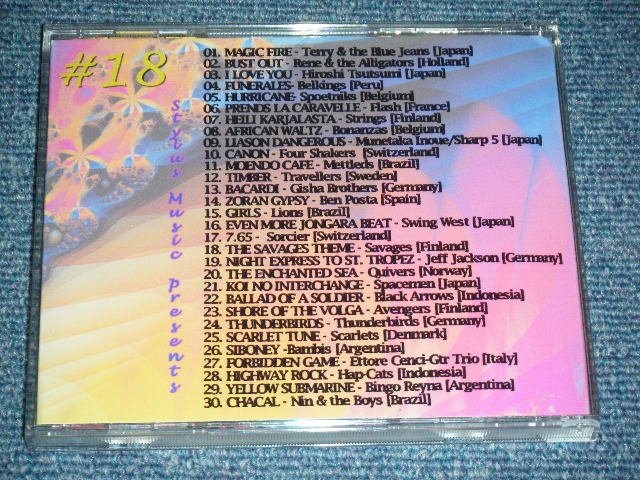 #18
Stylus Music presents
01. MAGIC FIRE - Terry & the Blue Jeans [Japan]
02. BUST OUT - Rene & the Alligators [Holland]
03. I LOVE YOU - Hiroshi Tsutsumi [Japan]
04. FUNERALES- Belkings [Peru]
05. HURRICANE- Spoetniks [Belgium]
06. PRENDS LA CARAVELLE - Flash [France]
07. HEILI KARJALASTA - Strings [Finland]
08. AFRICAN WALTZ - Bonanzas [Belgium]
09. LIASON DANGEROUS - Munetaka Inoue/Sharp 5 [Japan]
10. CANON - Four Shakers [Switzerland]
11. MOENDO CAFE - Mettleds [Brazil]
12. TIMBER - Travellers [Sweden]
13. BACARDI - Gisha Brothers [Germany]
14. ZORAN GYPSY - Ben Posta [Spain]
15. GIRLS - Lions [Brazil]
16. EVEN MORE JONGARA BEAT - Swing West [Japan]
17. 7.65 - Sorcier [Switzerland]
18. THE SAVAGES THEME - Savages [Finland]
19. NIGHT EXPRESS TO ST. TROPEZ - Jeff Jackson [Germany]
20. THE ENCHANTED SEA - Quivers [Norway]
21. KOI NO INTERCHANGE - Spacemen [Japan]
22. BALLAD OF A SOLDIER - Black Arrows [Indonesia]
23. SHORE OF THE VOLGA - Avengers [Finland]
24. THUNDERBIRDS - Thunderbirds [Germany]
25. SCARLET TUNE - Scarlets [Denmark]
26. SIBONEY -Bambis [Argentina]
27. FORBIDDEN GAME - Ettore Cenci-Gtr Trio [Italy]
28. HIGHWAY ROCK - Hap-Cats [Indonesia]
29. YELLOW SUBMARINE - Bingo Reyna [Argentina]
30. CHACAL - Nin & the Boys [Brazil]